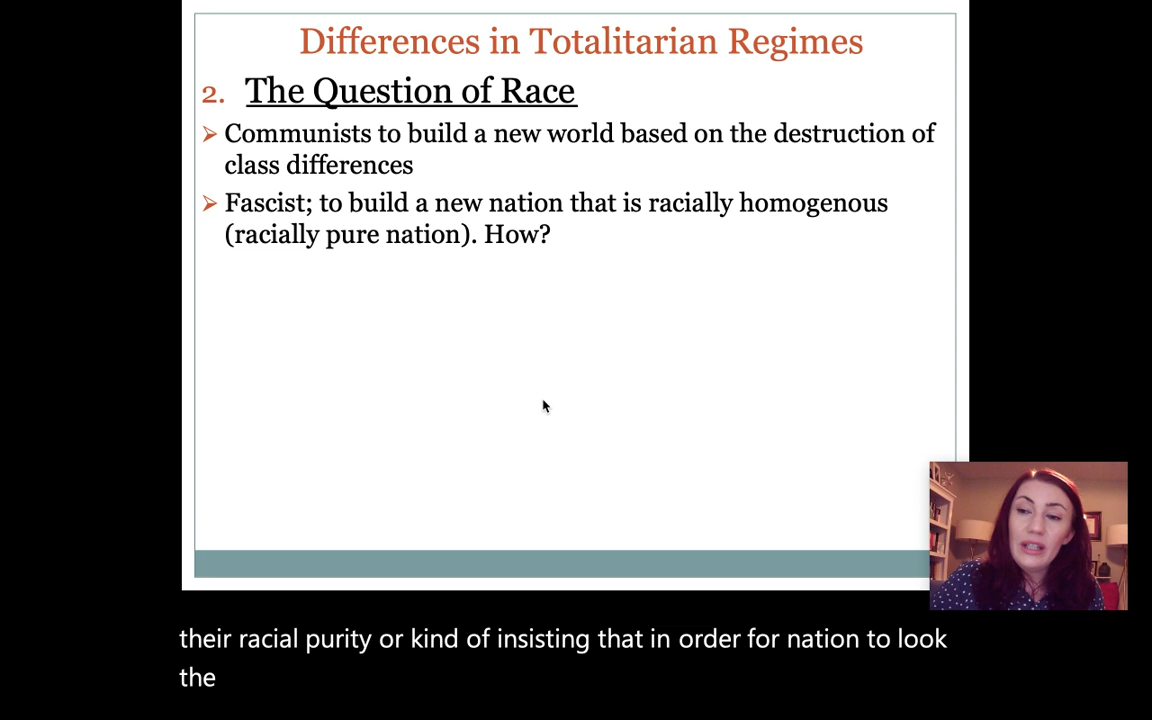 Differences in Totalitarian Regimes
2. The Question of Race
➢ Communists to build a new world based on the destruction of
class differences
➢ Fascist; to build a new nation that is racially homogenous
(racially pure nation). How?
their racial purity or kind of insisting that in order for nation to look
the